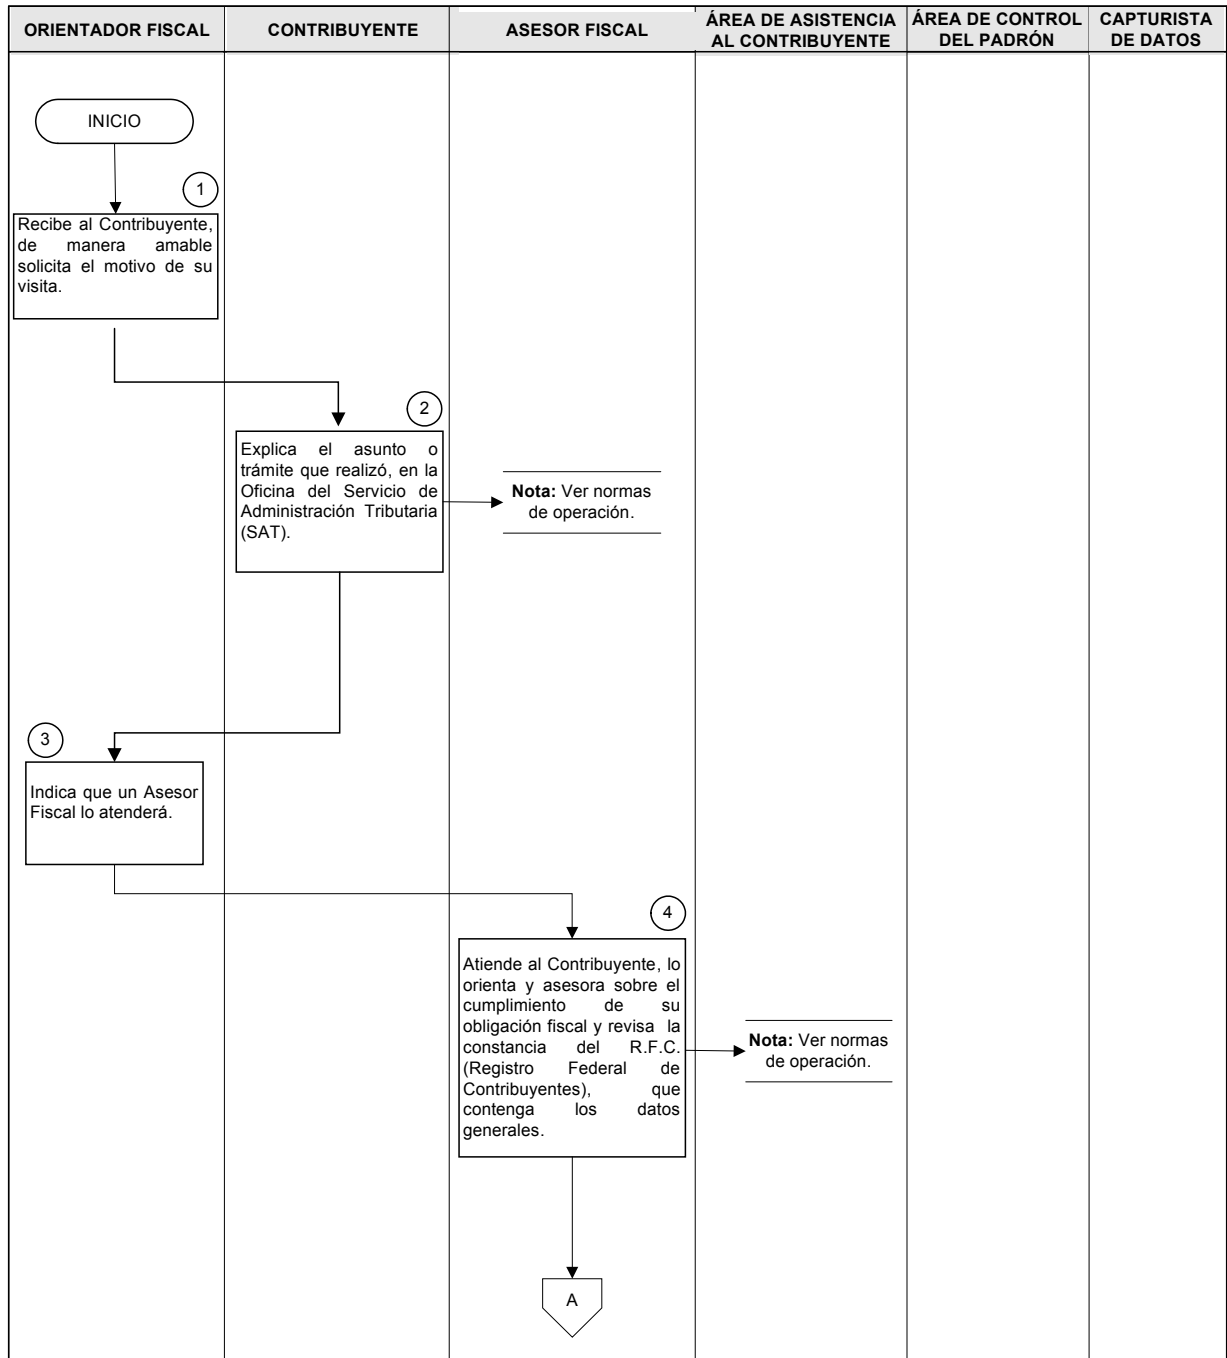 ORIENTADOR FISCAL
CONTRIBUYENTE
ASESOR FISCAL
ÁREA DE ASISTENCIA
AL CONTRIBUYENTE
ÁREA DE CONTROL
DEL PADRÓN
CAPTURISTA
DE DATOS
INICIO
1
Recibe al Contribuyente,
de manera amable
solicita el motivo de su
visita.
2
Explica el asunto o
trámite que realizó, en la
Oficina del Servicio de
Administración Tributaria
(SAT).
Nota: Ver normas
de operación.
3
Indica que un Asesor
Fiscal lo atenderá.
4
Atiende al Contribuyente, lo
orienta y asesora sobre el
cumplimiento de su
obligación fiscal y revisa la
constancia del R.F.C.
(Registro Federal de
Contribuyentes), que
contenga los datos
generales.
Nota: Ver normas
de operación.
A